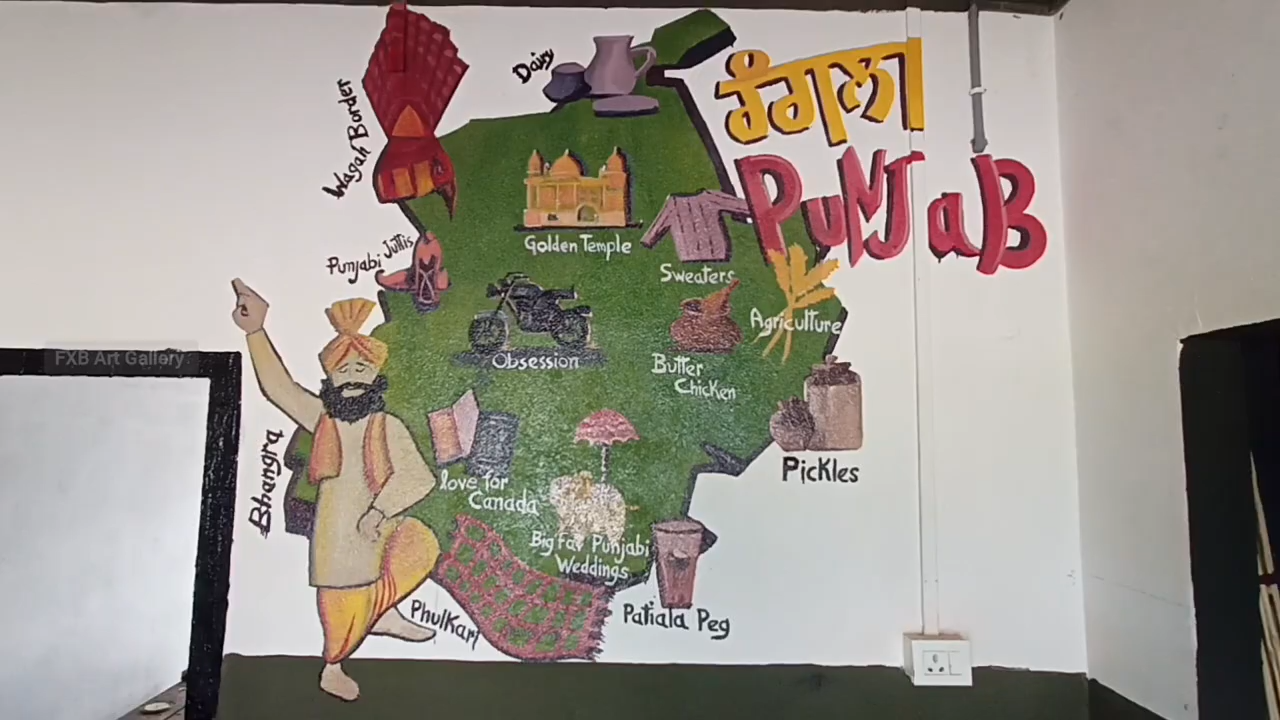 Dairy
ਰੰਗਲਾ
PUNJaB
Wagah Border
Golden Temple
Punjabi Juttis
Sweaters
Agriculture
Obsession
Butter
Chicken
FXB Art Gallery
Bhangra
Pickles
love for
Canada
Big Fat Punjabi
Weddings
Phulkari
Patiala Peg